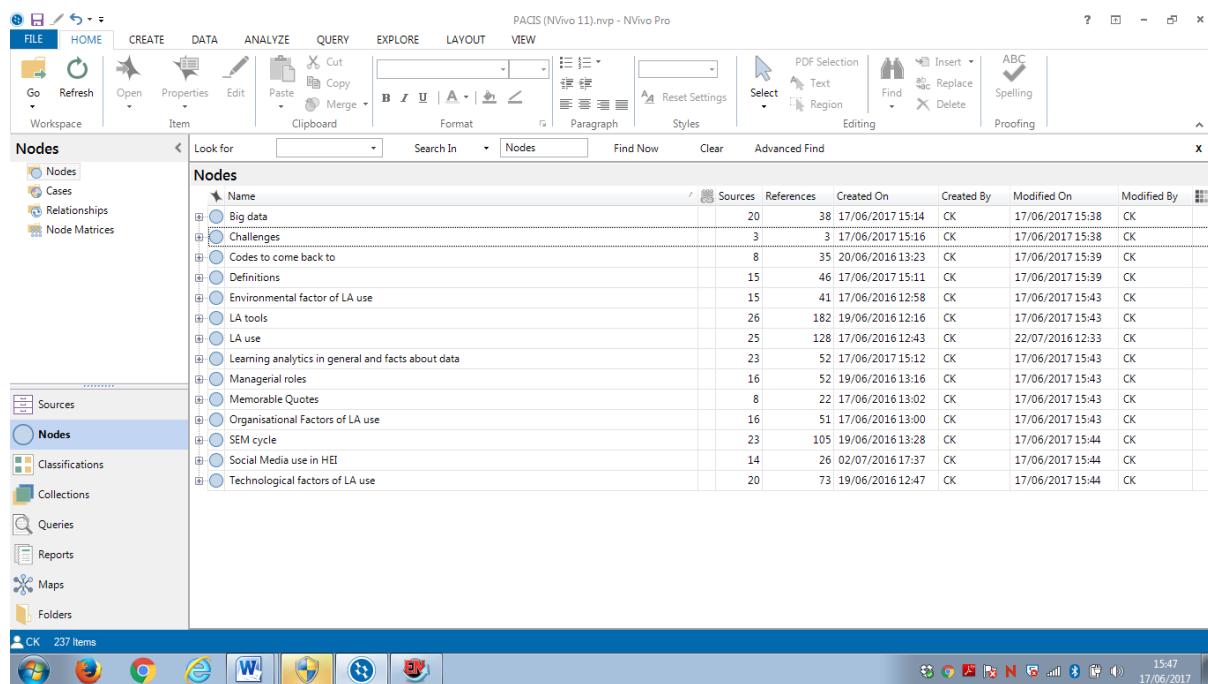 PACIS (NVivo 11).nvp - NVivo Pro
FILE HOME CREATE DATA ANALYZE QUERY EXPLORE LAYOUT VIEW
Go Refresh Open Properties Edit Paste Cut Copy Merge B I U A Reset Settings Select PDF Selection Text Region Find Insert Replace Delete ABC Spelling
Workspace Item Clipboard Format Paragraph Styles Editing Proofing
Nodes Look for Search In Nodes Find Now Clear Advanced Find x
Nodes
Cases
Relationships
Node Matrices
Sources
Nodes
Classifications
Collections
Queries
Reports
Maps
Folders
Nodes
Name Sources References Created On Created By Modified On Modified By
Big data 20 38 17/06/2017 15:14 CK 17/06/2017 15:38 CK
Challenges 3 3 17/06/2017 15:16 CK 17/06/2017 15:38 CK
Codes to come back to 8 35 20/06/2016 13:23 CK 17/06/2017 15:39 CK
Definitions 15 46 17/06/2017 15:11 CK 17/06/2017 15:39 CK
Environmental factor of LA use 15 41 17/06/2016 12:58 CK 17/06/2017 15:43 CK
LA tools 26 182 19/06/2016 12:16 CK 17/06/2017 15:43 CK
LA use 25 128 17/06/2016 12:43 CK 22/07/2016 12:33 CK
Learning analytics in general and facts about data 23 52 17/06/2017 15:12 CK 17/06/2017 15:43 CK
Managerial roles 16 52 19/06/2016 13:16 CK 17/06/2017 15:43 CK
Memorable Quotes 8 22 17/06/2016 13:02 CK 17/06/2017 15:43 CK
Organisational Factors of LA use 16 51 17/06/2016 13:00 CK 17/06/2017 15:43 CK
SEM cycle 23 105 19/06/2016 13:28 CK 17/06/2017 15:44 CK
Social Media use in HEI 14 26 02/07/2016 17:37 CK 17/06/2017 15:44 CK
Technological factors of LA use 20 73 19/06/2016 12:47 CK 17/06/2017 15:44 CK
CK 237 Items
15:47
17/06/2017